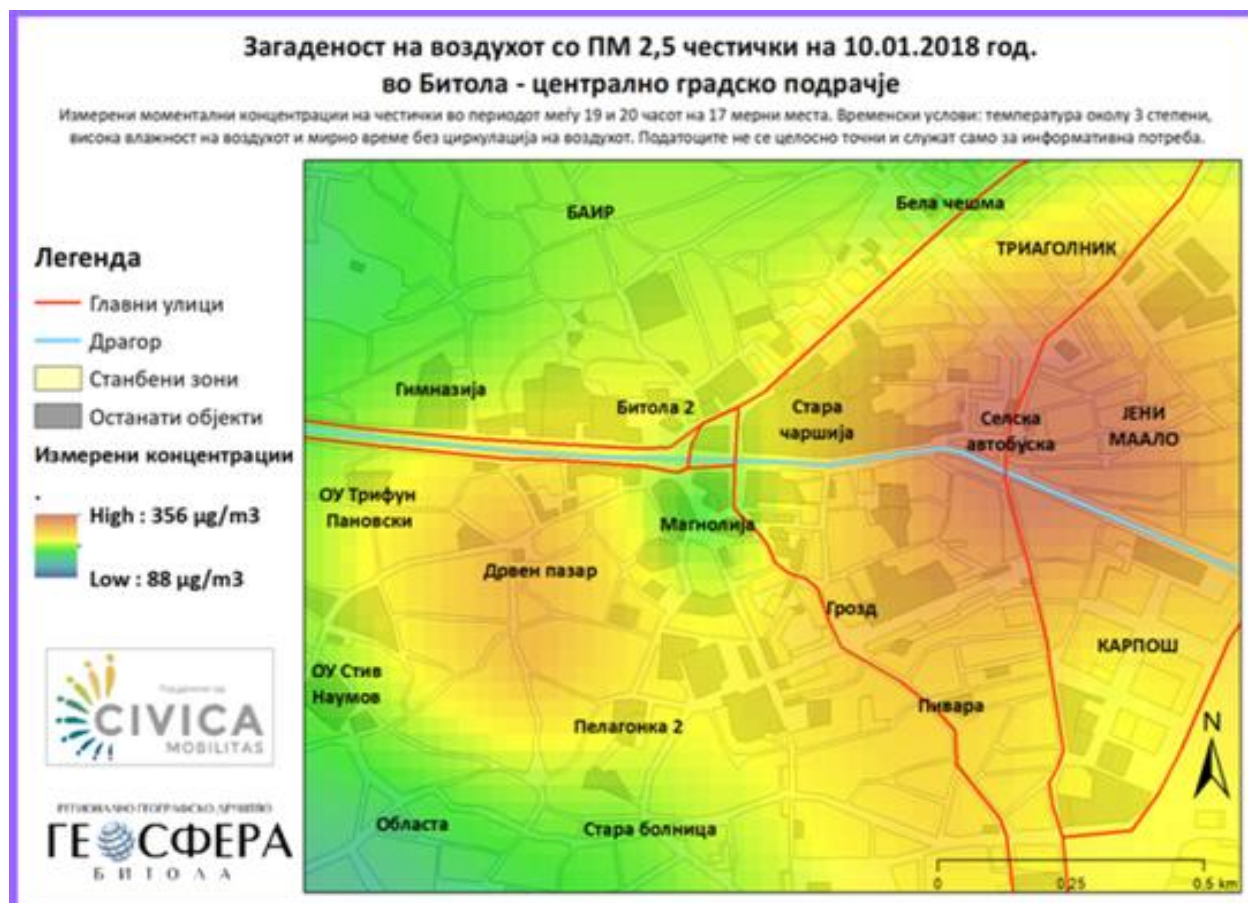 Загаденост на воздухот со ПМ 2,5 честички на 10.01.2018 год.
во Битола - централно градско подрачје
Измерени моментални концентрации на честички во периодот меѓу 19 и 20 часот на 17 мерни места. Временски услови: температура околу 3 степени,
висока влажност на воздухот и мирно време без циркулација на воздухот. Податоците не се целосно точни и служат само за информативна потреба.
Легенда
Главни улици
Драгор
Станбени зони
Останати објекти
Измерени концентрации
High : 356 µg/m3
Low : 88 µg/m3
CIVICA
MOBILITAS
РЕГИОНАЛНО ГЕОГРАФСКО ДРУШТВО
ГЕОСФЕРА
БИТОЛА
БАИР
Бела чешма
ТРИАГОЛНИК
Гимназија
Битола 2
Стара
чаршија
Селска
автобуска
ЈЕНИ
МААЛО
ОУ Трифун
Пановски
Магнолија
Дрвен пазар
Грозд
КАРПОШ
ОУ Стив
Наумов
Пелагонка 2
Пивара
Областа
Стара болница
N
0 0,25 0,5 km